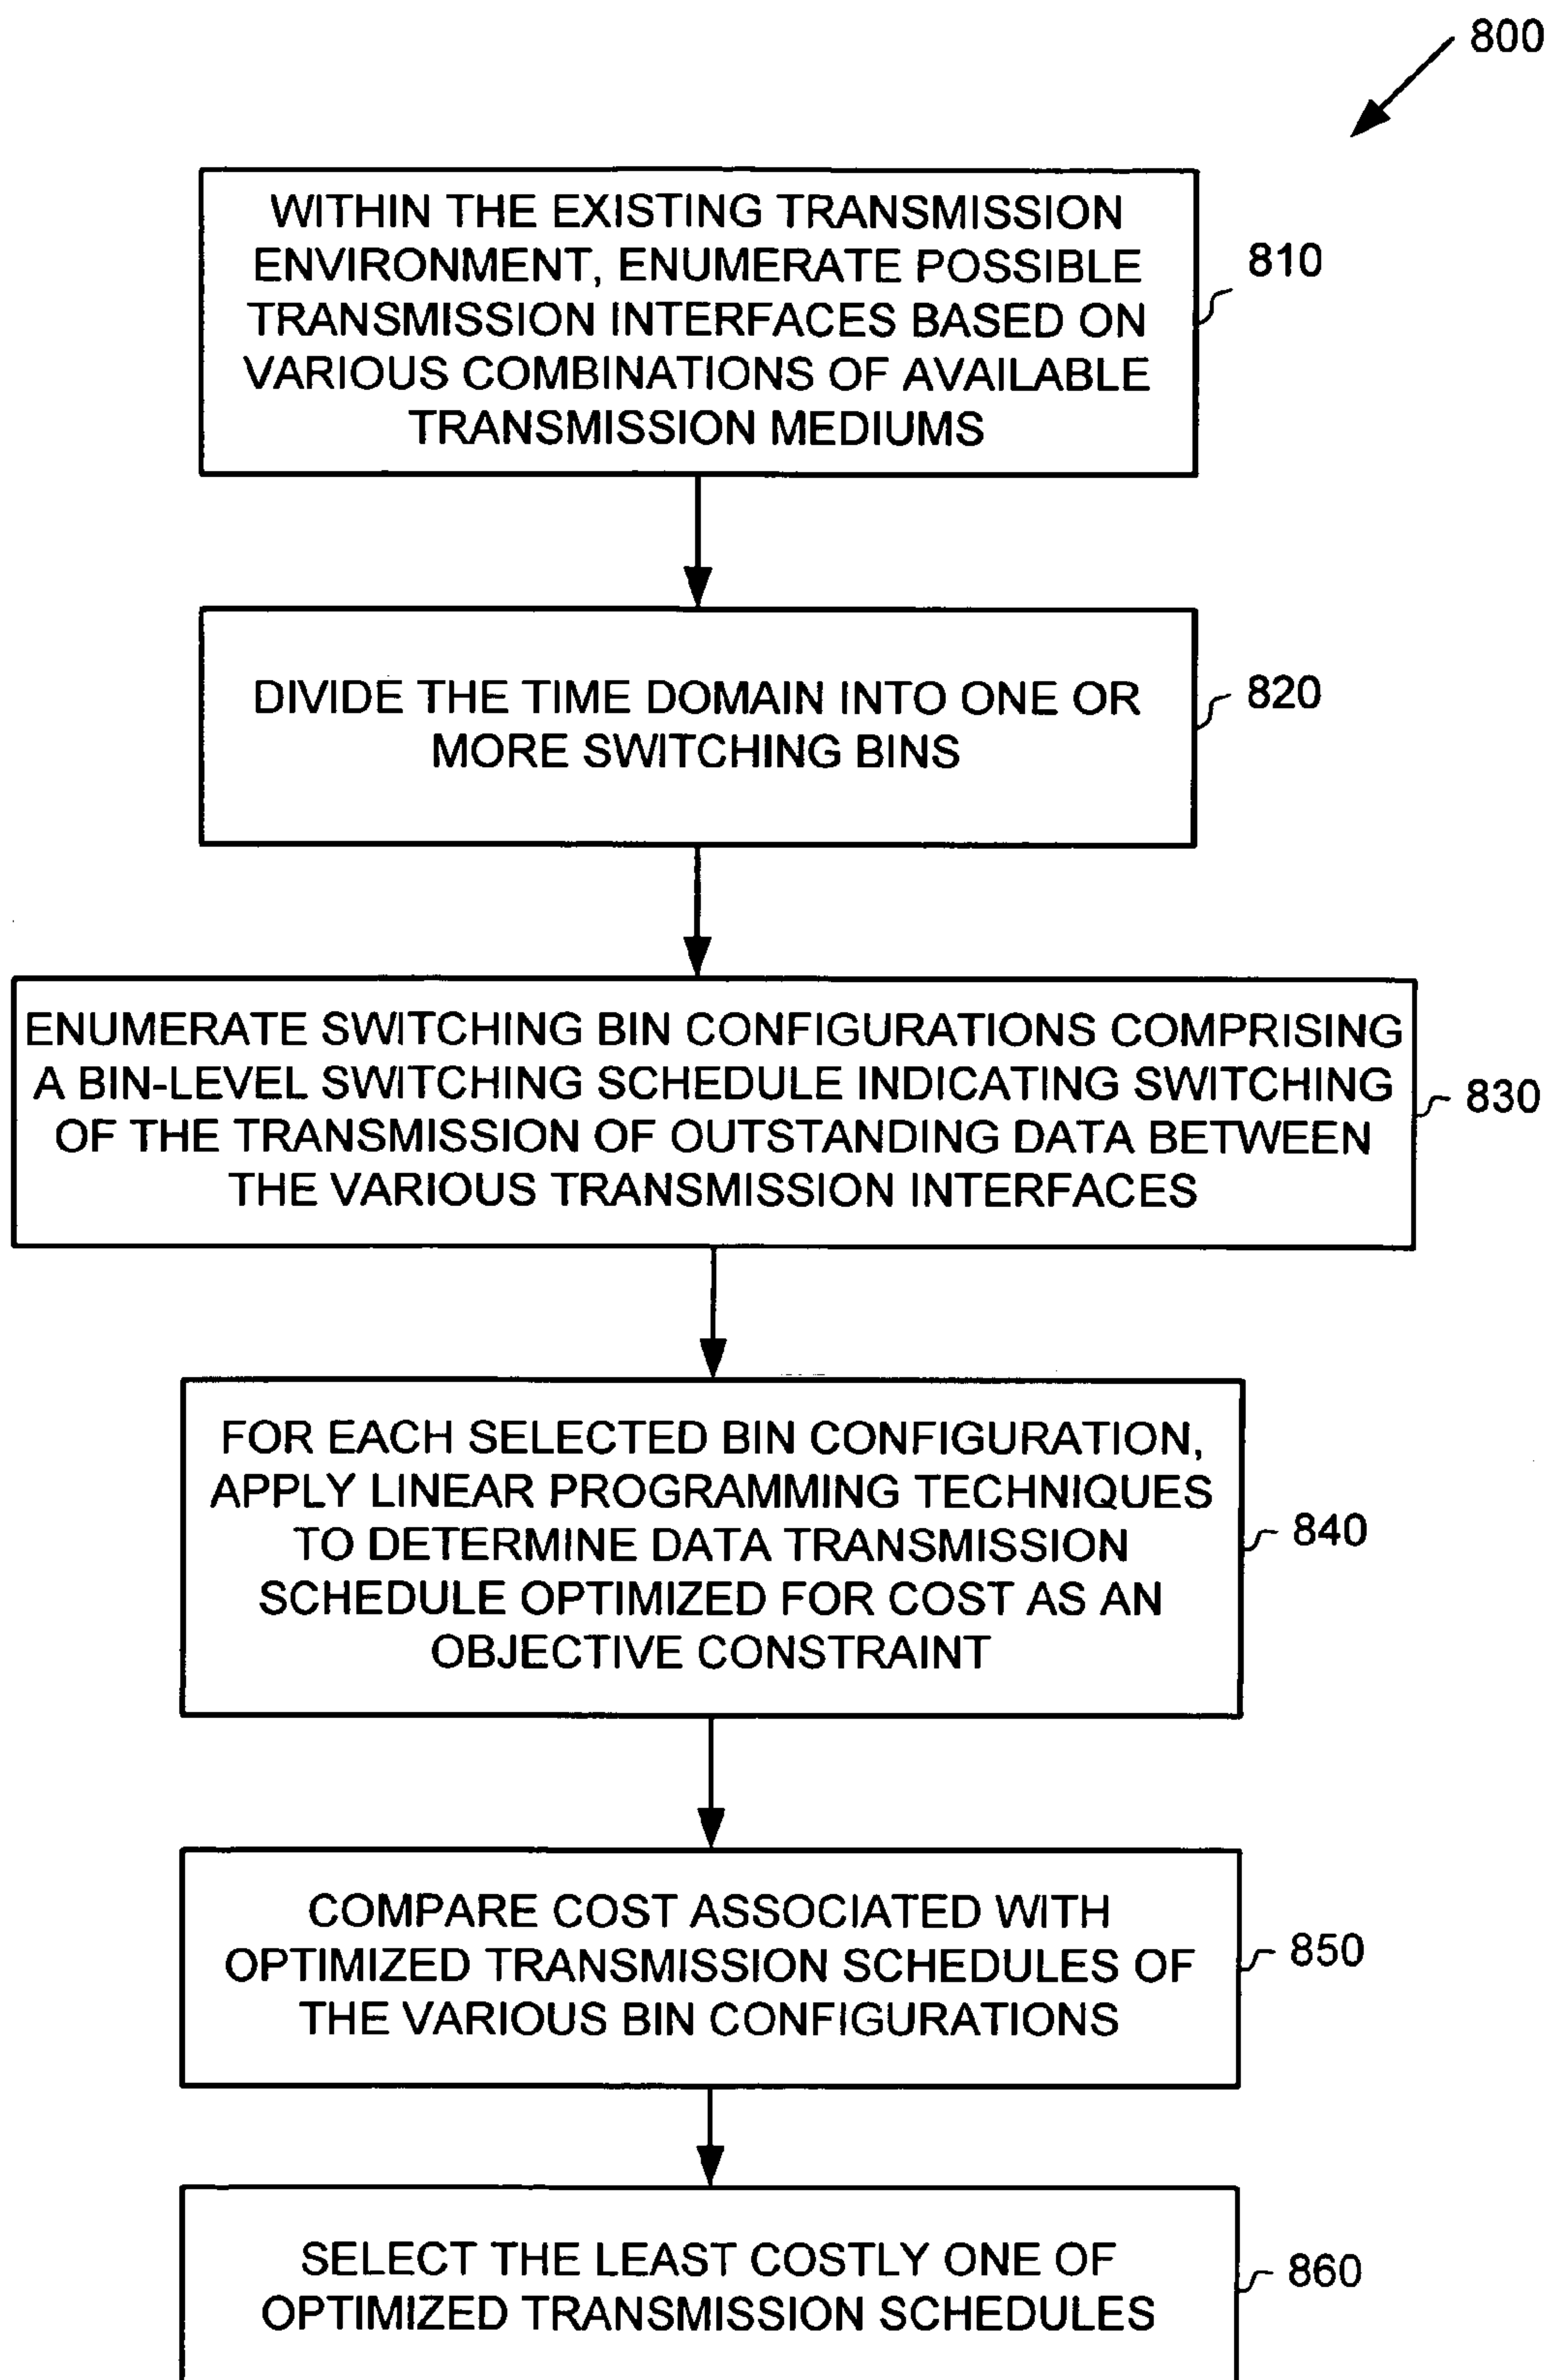 800
WITHIN THE EXISTING TRANSMISSION
ENVIRONMENT, ENUMERATE POSSIBLE
TRANSMISSION INTERFACES BASED ON
VARIOUS COMBINATIONS OF AVAILABLE
TRANSMISSION MEDIUMS
810
DIVIDE THE TIME DOMAIN INTO ONE OR
MORE SWITCHING BINS
820
ENUMERATE SWITCHING BIN CONFIGURATIONS COMPRISING
A BIN-LEVEL SWITCHING SCHEDULE INDICATING SWITCHING
OF THE TRANSMISSION OF OUTSTANDING DATA BETWEEN
THE VARIOUS TRANSMISSION INTERFACES
830
FOR EACH SELECTED BIN CONFIGURATION,
APPLY LINEAR PROGRAMMING TECHNIQUES
TO DETERMINE DATA TRANSMISSION
SCHEDULE OPTIMIZED FOR COST AS AN
OBJECTIVE CONSTRAINT
840
COMPARE COST ASSOCIATED WITH
OPTIMIZED TRANSMISSION SCHEDULES OF
THE VARIOUS BIN CONFIGURATIONS
850
SELECT THE LEAST COSTLY ONE OF
OPTIMIZED TRANSMISSION SCHEDULES
860